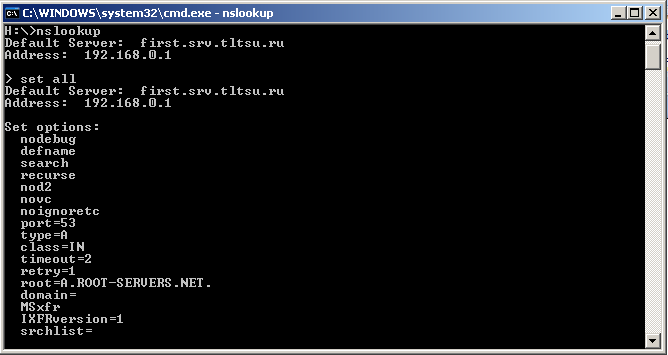 C:\WINDOWS\system32\cmd.exe - nslookup
H:\>nslookup
Default Server:  first.srv.tltsu.ru
Address:  192.168.0.1

> set all
Default Server:  first.srv.tltsu.ru
Address:  192.168.0.1

Set options:
  nodebug
  defname
  search
  recurse
  nod2
  novc
  noignoretc
  port=53
  type=A
  class=IN
  timeout=2
  retry=1
  root=A.ROOT-SERVERS.NET.
  domain=
  MSxfr
  IXFRversion=1
  srchlist=